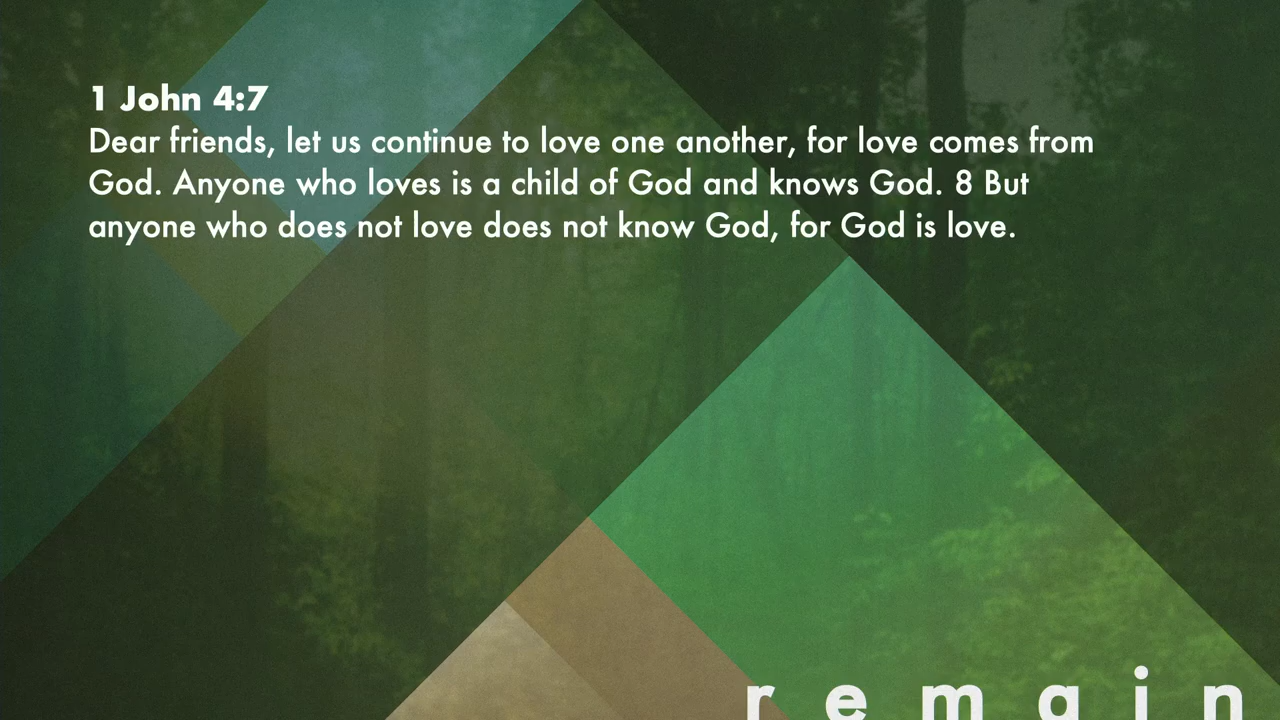 1 John 4:7
Dear friends, let us continue to love one another, for love comes from
God. Anyone who loves is a child of God and knows God. 8 But
anyone who does not love does not know God, for God is love.
remain